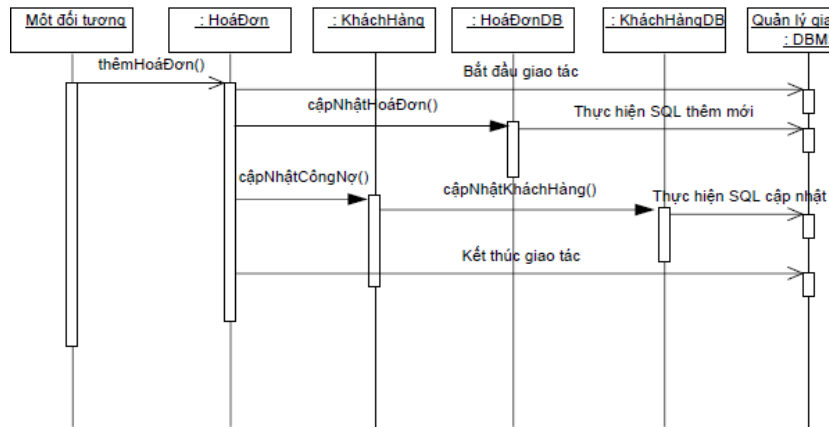 Một đối tượng
: HoáĐơn
: KháchHàng
: HoáĐơnDB
: KháchHàngDB
Quản lý gia
: DBM
thêmHoáĐơn()
Bắt đầu giao tác
cậpNhậtHoáĐơn()
Thực hiện SQL thêm mới
cậpNhậtCôngNợ()
cậpNhậtKháchHàng()
Thực hiện SQL cập nhật
Kết thúc giao tác